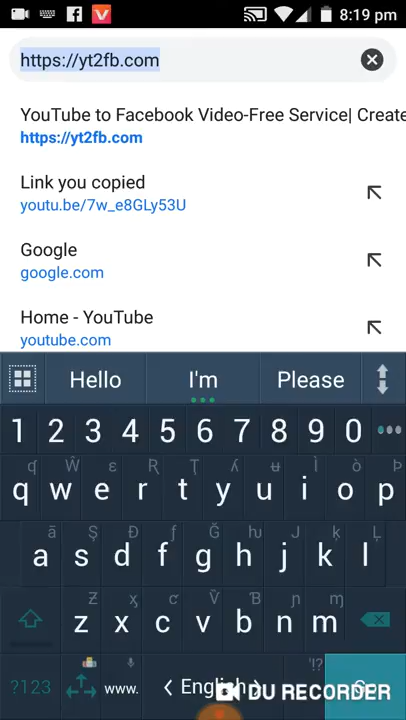 8:19 pm
https://yt2fb.com
YouTube to Facebook Video-Free Service| Create
https://yt2fb.com
Link you copied
youtu.be/7w_e8GLy53U
Google
google.com
Home - YouTube
youtube.com
Hello I'm Please
1 2 3 4 5 6 7 8 9 0
q w e r t y u i o p
a s d f g h j k l
z x c v b n m
?123 www. < English >
DU RECORDER